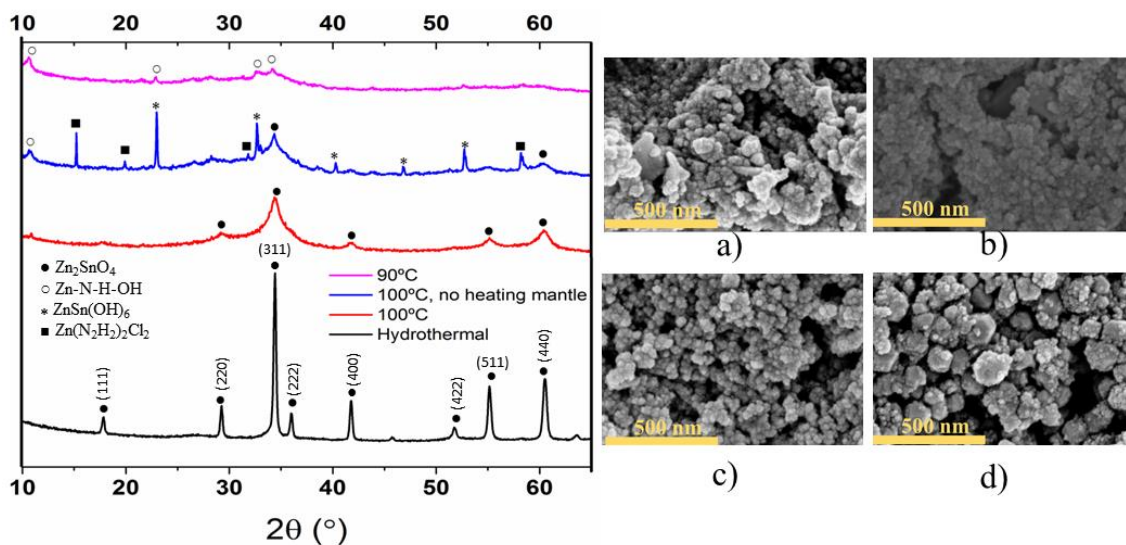 10 20 30 40 50 60
90ºC
100ºC, no heating mantle
100ºC
Hydrothermal
● Zn₂SnO₄
○ Zn-N-H-OH
* ZnSn(OH)₆
■ Zn(N₂H₂)₂Cl₂
(111)
(220)
(311)
(222)
(400)
(422)
(511)
(440)
10 20 30 40 50 60
2θ (°)
500 nm
a)
500 nm
b)
500 nm
c)
500 nm
d)